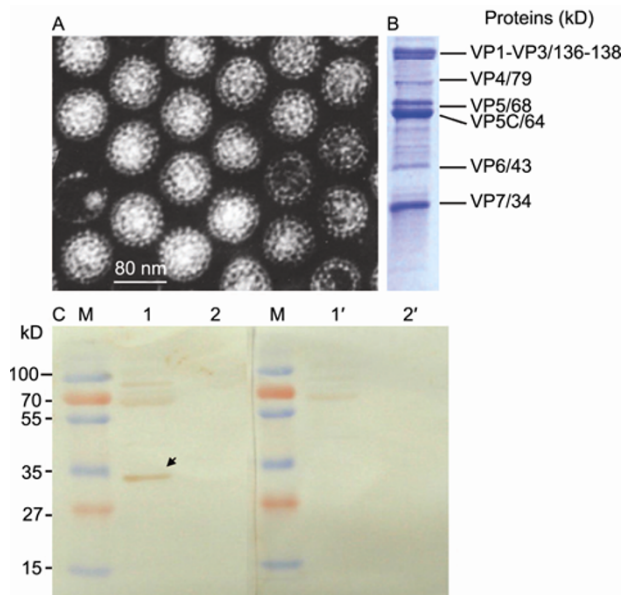 A
B
Proteins (kD)
VP1-VP3/136-138
VP4/79
VP5/68
VP5C/64
VP6/43
VP7/34
80 nm
C M 1 2 M 1′ 2′
kD
100
70
55
35
27
15